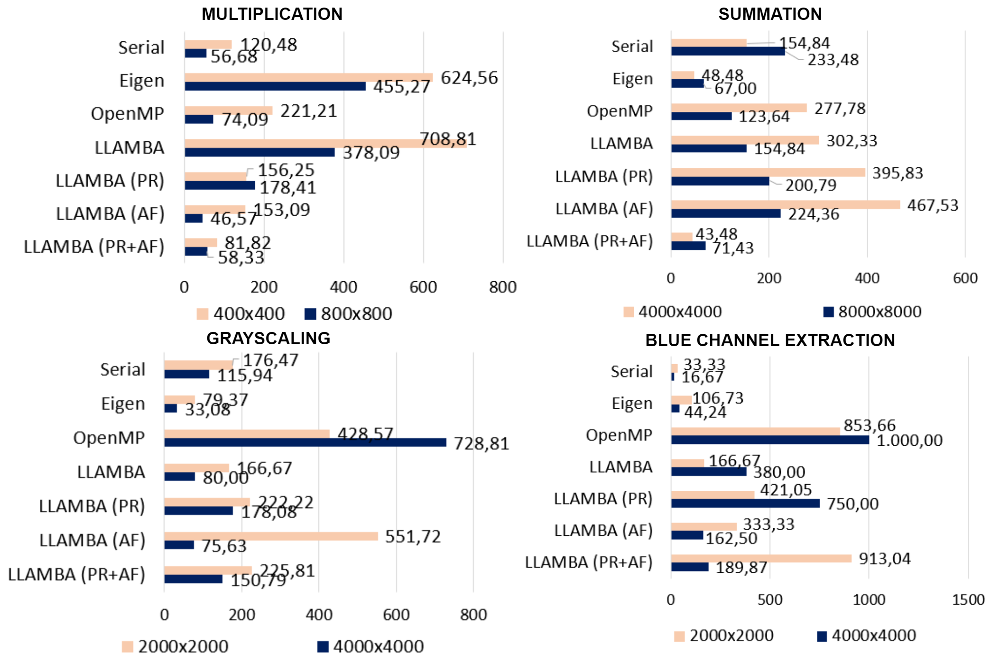 MULTIPLICATION
Serial
120,48
56,68
Eigen
624,56
455,27
OpenMP
221,21
74,09
LLAMBA
708,81
378,09
LLAMBA (PR)
156,25
178,41
LLAMBA (AF)
153,09
46,57
LLAMBA (PR+AF)
81,82
58,33
0 200 400 600 800
400x400 800x800
SUMMATION
Serial
154,84
233,48
Eigen
48,48
67,00
OpenMP
277,78
123,64
LLAMBA
302,33
154,84
LLAMBA (PR)
395,83
200,79
LLAMBA (AF)
467,53
224,36
LLAMBA (PR+AF)
43,48
71,43
0 200 400 600
4000x4000 8000x8000
GRAYSCALING
Serial
176,47
115,94
Eigen
79,37
33,08
OpenMP
428,57
728,81
LLAMBA
166,67
80,00
LLAMBA (PR)
222,22
178,08
LLAMBA (AF)
551,72
75,63
LLAMBA (PR+AF)
225,81
150,79
0 200 400 600 800
2000x2000 4000x4000
BLUE CHANNEL EXTRACTION
Serial
33,33
16,67
Eigen
106,73
44,24
OpenMP
853,66
1.000,00
LLAMBA
166,67
380,00
LLAMBA (PR)
421,05
750,00
LLAMBA (AF)
333,33
162,50
LLAMBA (PR+AF)
913,04
189,87
0 500 1000 1500
2000x2000 4000x4000